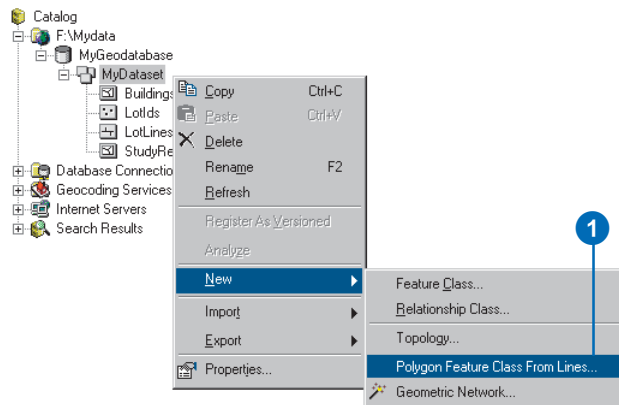 Catalog
F:\Mydata
MyGeodatabase
MyDataset
Buildings
LotIds
LotLines
StudyRe
Database Connectio
Geocoding Services
Internet Servers
Search Results
Copy Ctrl+C
Paste Ctrl+V
Delete
Rename F2
Refresh
Register As Versioned
Analyze
New
Import
Export
Properties...
1
Feature Class...
Relationship Class...
Topology...
Polygon Feature Class From Lines...
Geometric Network...